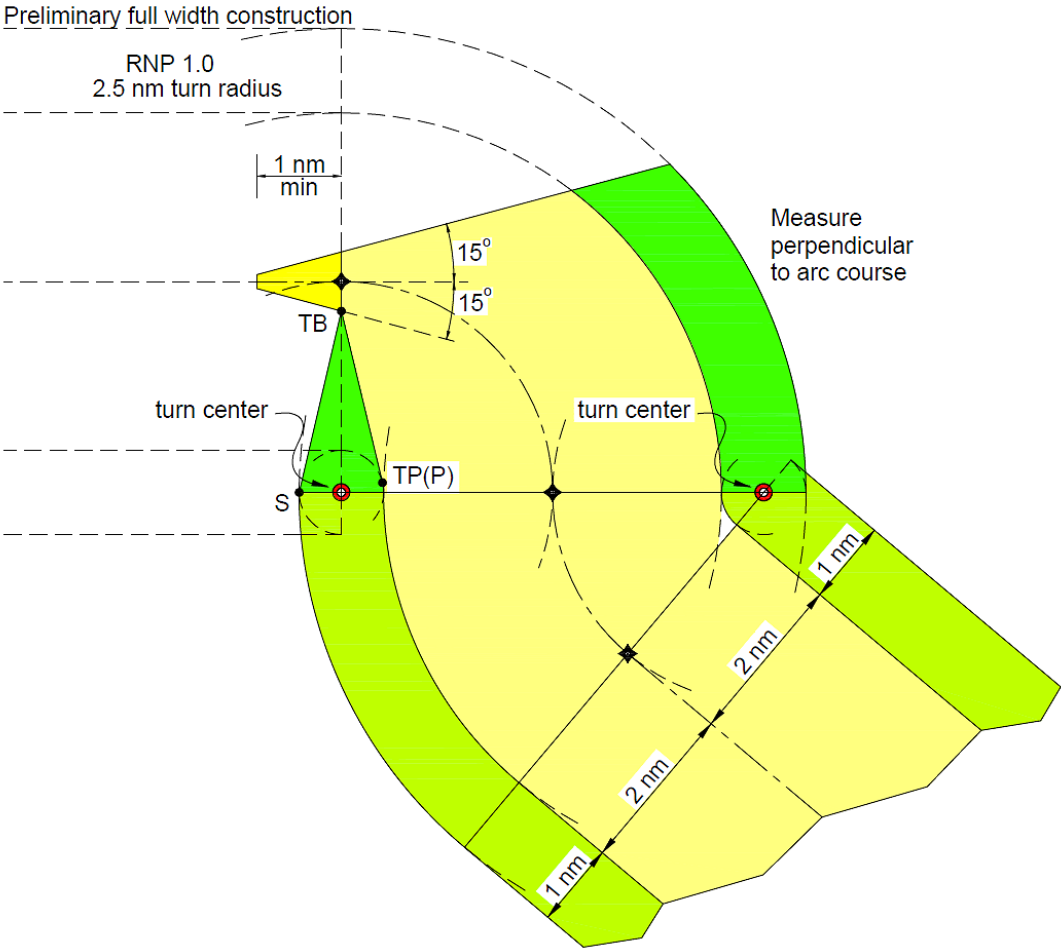 Preliminary full width construction
RNP 1.0
2.5 nm turn radius
1 nm
min
15°
15°
Measure
perpendicular
to arc course
TB
turn center
turn center
TP(P)
S
1 nm
2 nm
2 nm
1 nm